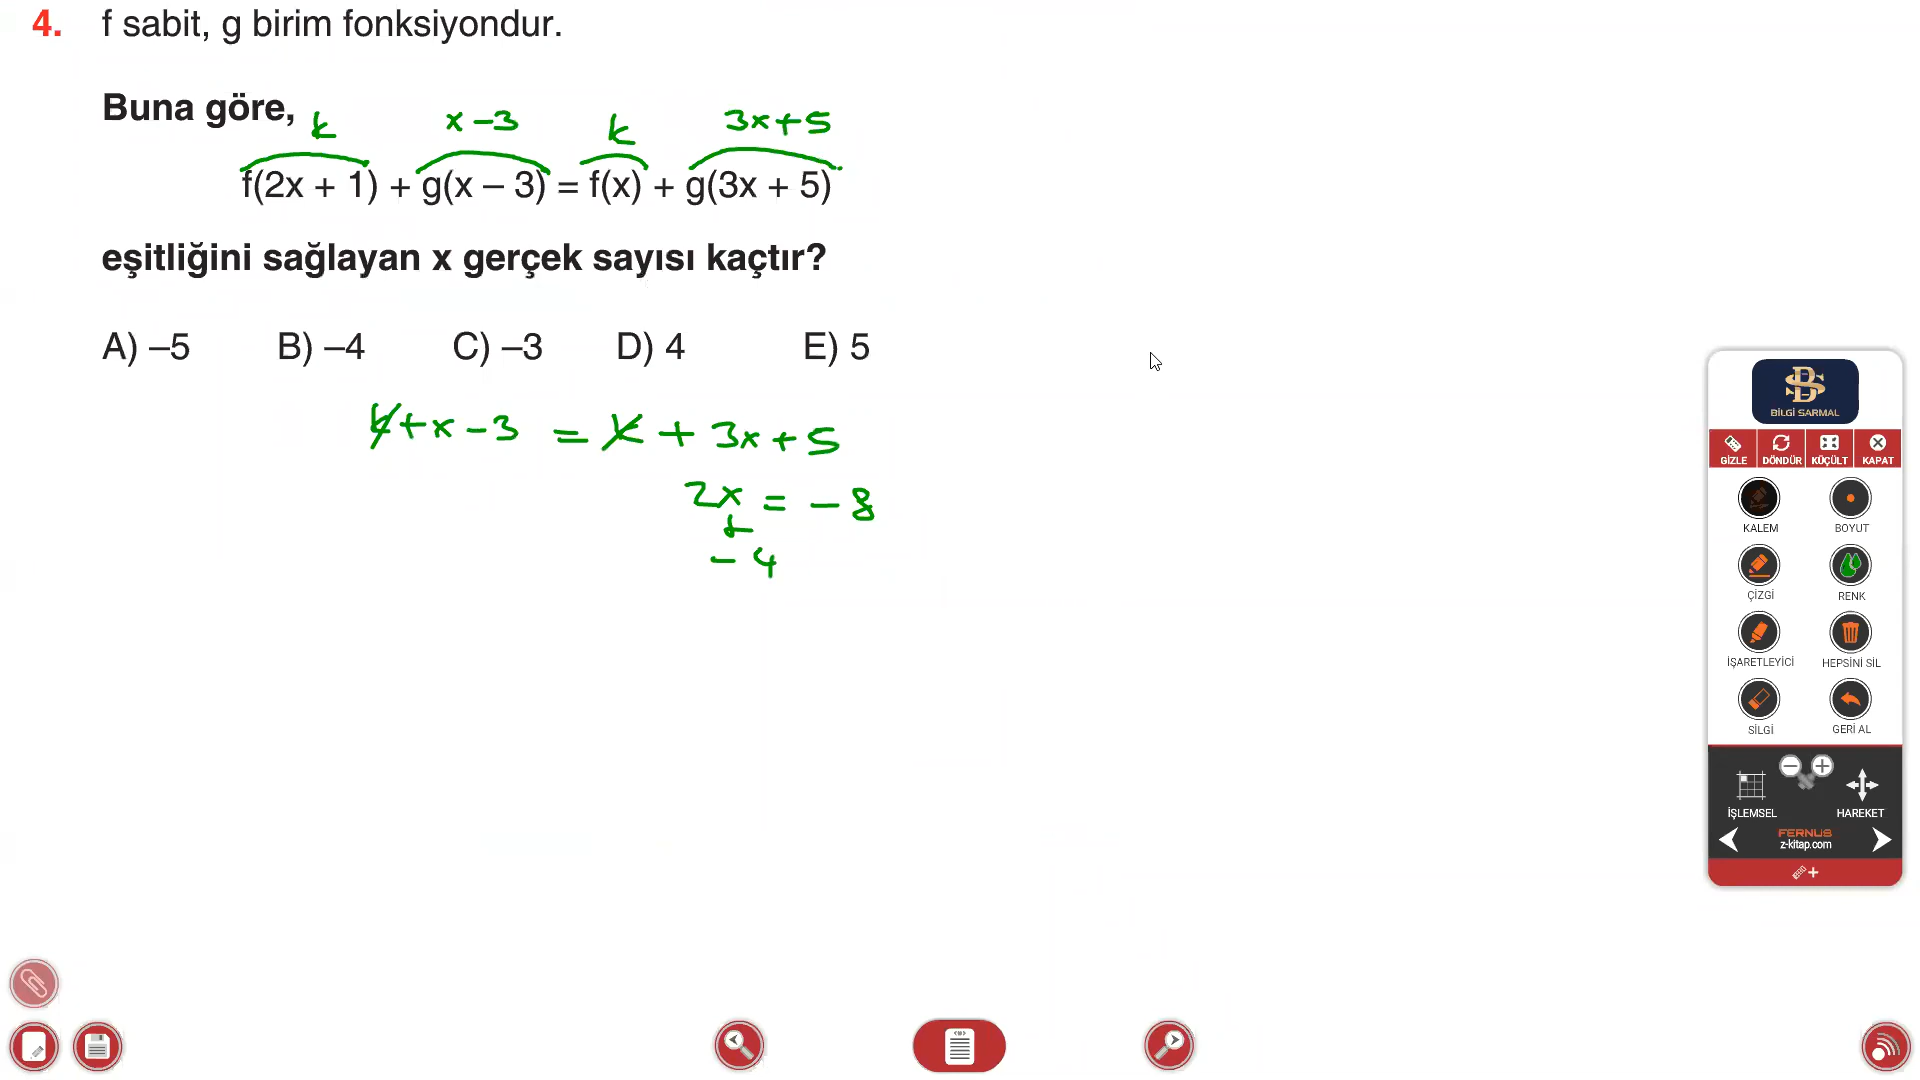 4. f sabit, g birim fonksiyondur.
Buna göre,
k x-3 k 3x+5
f(2x + 1) + g(x – 3) = f(x) + g(3x + 5)
eşitliğini sağlayan x gerçek sayısı kaçtır?
A) –5 B) –4 C) –3 D) 4 E) 5
k+x-3 = k + 3x+5
2x = -8
-4
BİLGİ SARMAL
GİZLE DÖNDÜR KÜÇÜLT KAPAT
KALEM BOYUT
ÇİZGİ RENK
İŞARETLEYİCİ HEPSİNİ SİL
SİLGİ GERİ AL
İŞLEMSEL HAREKET
FERNUS
z-kitap.com